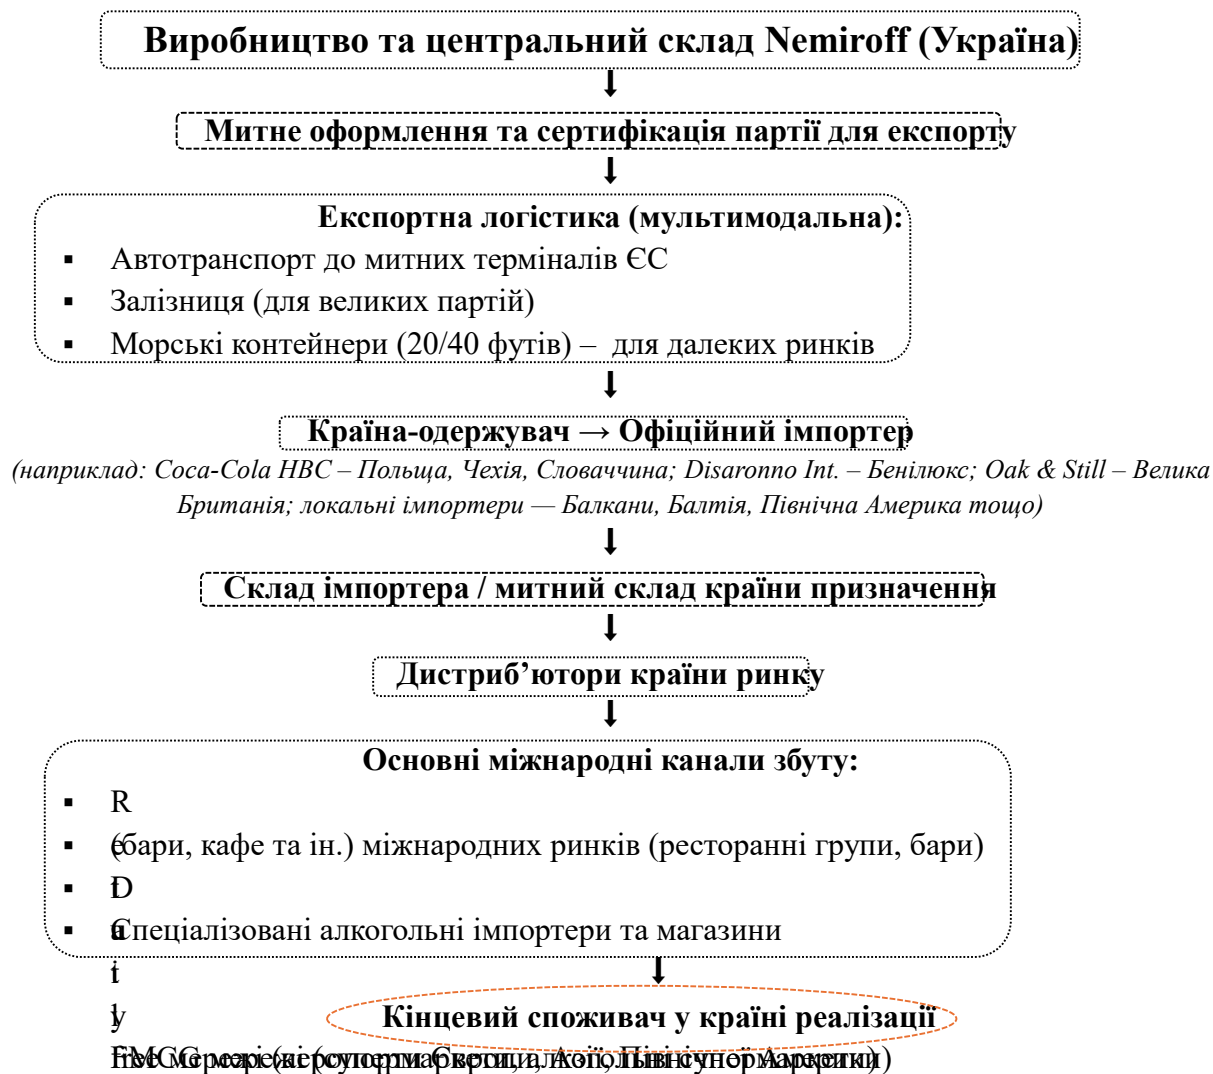 Виробництво та центральний склад Nemiroff (Україна)
Митне оформлення та сертифікація партії для експорту
Експортна логістика (мультимодальна):
▪ Автотранспорт до митних терміналів ЄС
▪ Залізниця (для великих партій)
▪ Морські контейнери (20/40 футів) – для далеких ринків
Країна-одержувач → Офіційний імпортер
(наприклад: Coca-Cola HBC – Польща, Чехія, Словаччина; Disaronno Int. – Бенілюкс; Oak & Still – Велика
Британія; локальні імпортери — Балкани, Балтія, Північна Америка тощо)
Склад імпортера / митний склад країни призначення
Дистриб’ютори країни ринку
Основні міжнародні канали збуту:
▪ R
▪ (бари, кафе та ін.) міжнародних ринків (ресторанні групи, бари)
▪ D
▪ Спеціалізовані алкогольні імпортери та магазини
Кінцевий споживач у країні реалізації